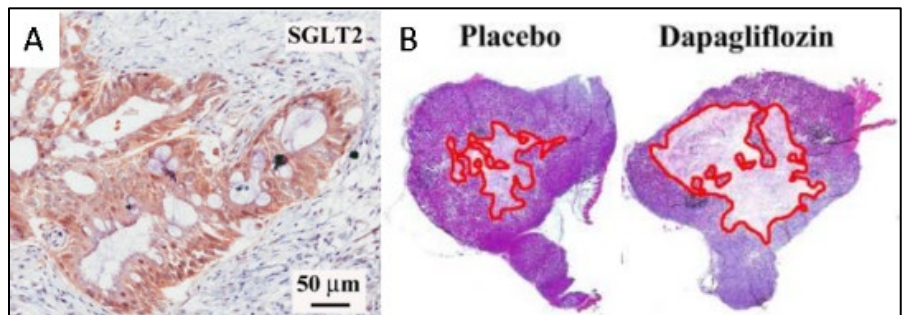 A
SGLT2
50 μm
B
Placebo
Dapagliflozin